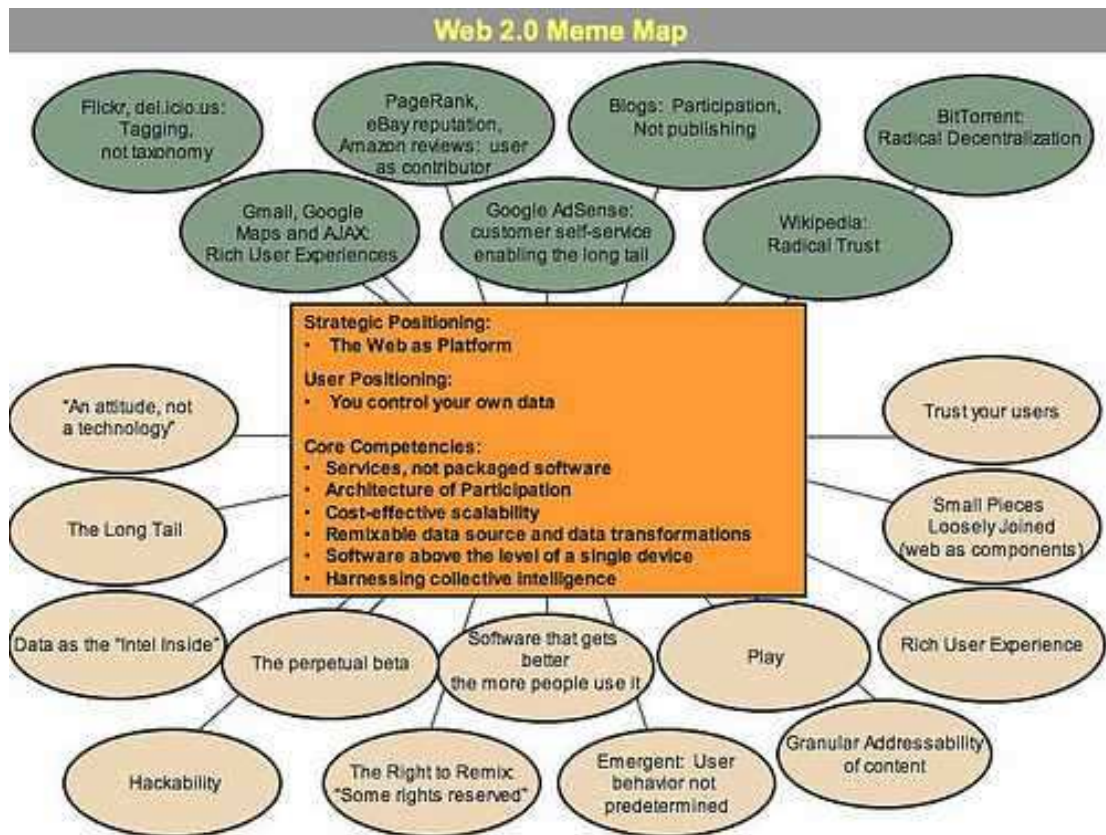 Web 2.0 Meme Map
Flickr, del.icio.us:
Tagging,
not taxonomy
PageRank,
eBay reputation,
Amazon reviews: user
as contributor
Blogs: Participation,
Not publishing
BitTorrent:
Radical Decentralization
Gmail, Google
Maps and AJAX:
Rich User Experiences
Google AdSense:
customer self-service
enabling the long tail
Wikipedia:
Radical Trust
Strategic Positioning:
• The Web as Platform
User Positioning:
• You control your own data
Core Competencies:
• Services, not packaged software
• Architecture of Participation
• Cost-effective scalability
• Remixable data source and data transformations
• Software above the level of a single device
• Harnessing collective intelligence
"An attitude, not
a technology"
Trust your users
The Long Tail
Small Pieces
Loosely Joined
(web as components)
Data as the "Intel Inside"
The perpetual beta
Software that gets
better
the more people use it
Play
Rich User Experience
Hackability
The Right to Remix:
"Some rights reserved"
Emergent: User
behavior not
predetermined
Granular Addressability
of content